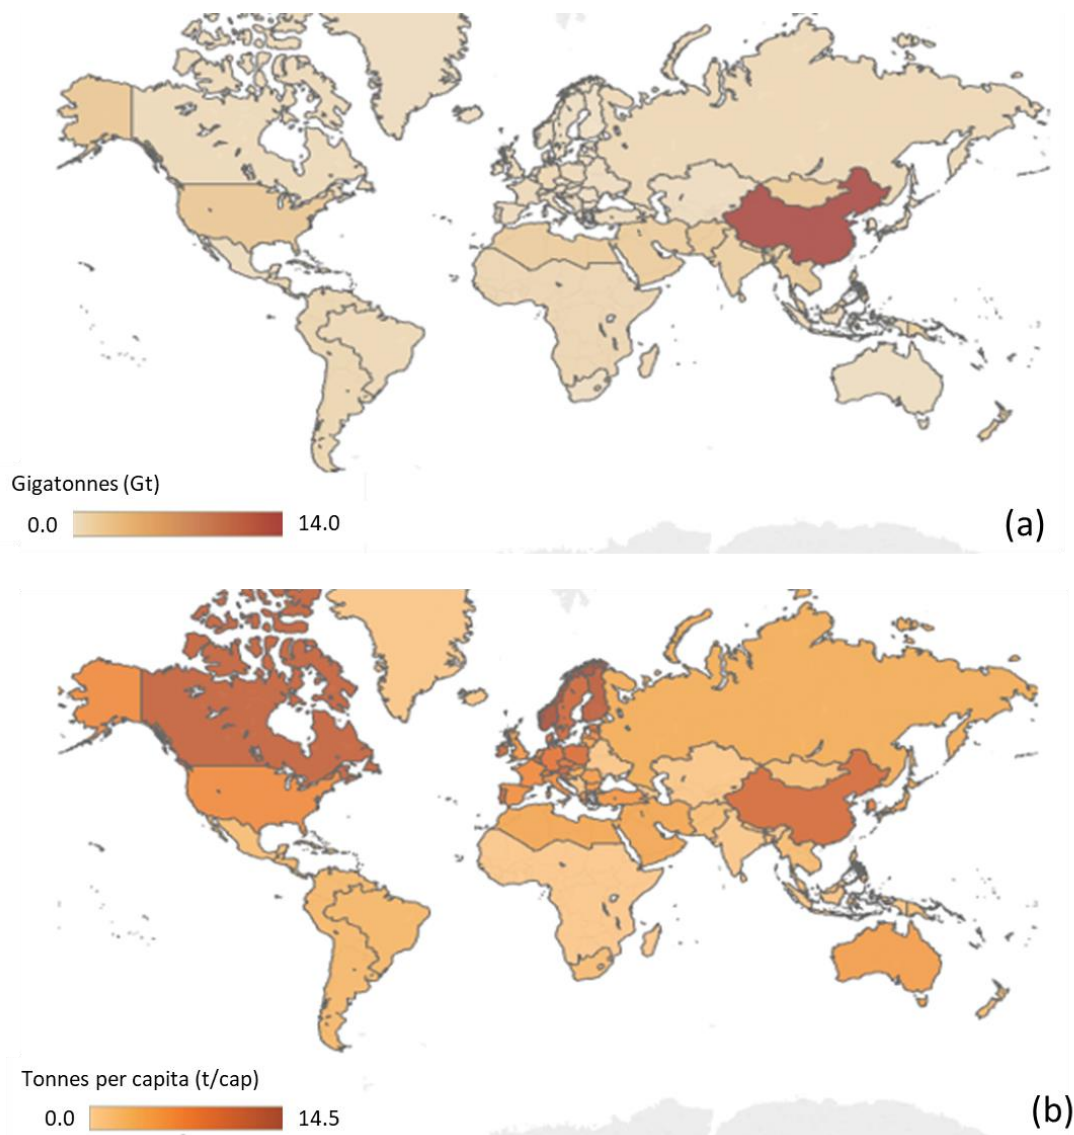 Gigatonnes (Gt)
0.0 14.0
(a)
Tonnes per capita (t/cap)
0.0 14.5
(b)